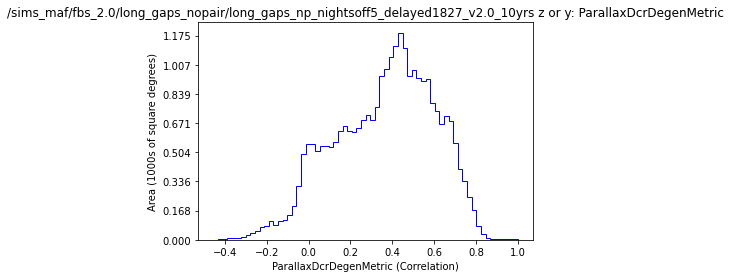 /sims_maf/fbs_2.0/long_gaps_nopair/long_gaps_np_nightsoff5_delayed1827_v2.0_10yrs z or y: ParallaxDcrDegenMetric
1.175
1.007
0.839
0.671
0.504
0.336
0.168
0.000
Area (1000s of square degrees)
−0.4 −0.2 0.0 0.2 0.4 0.6 0.8 1.0
ParallaxDcrDegenMetric (Correlation)